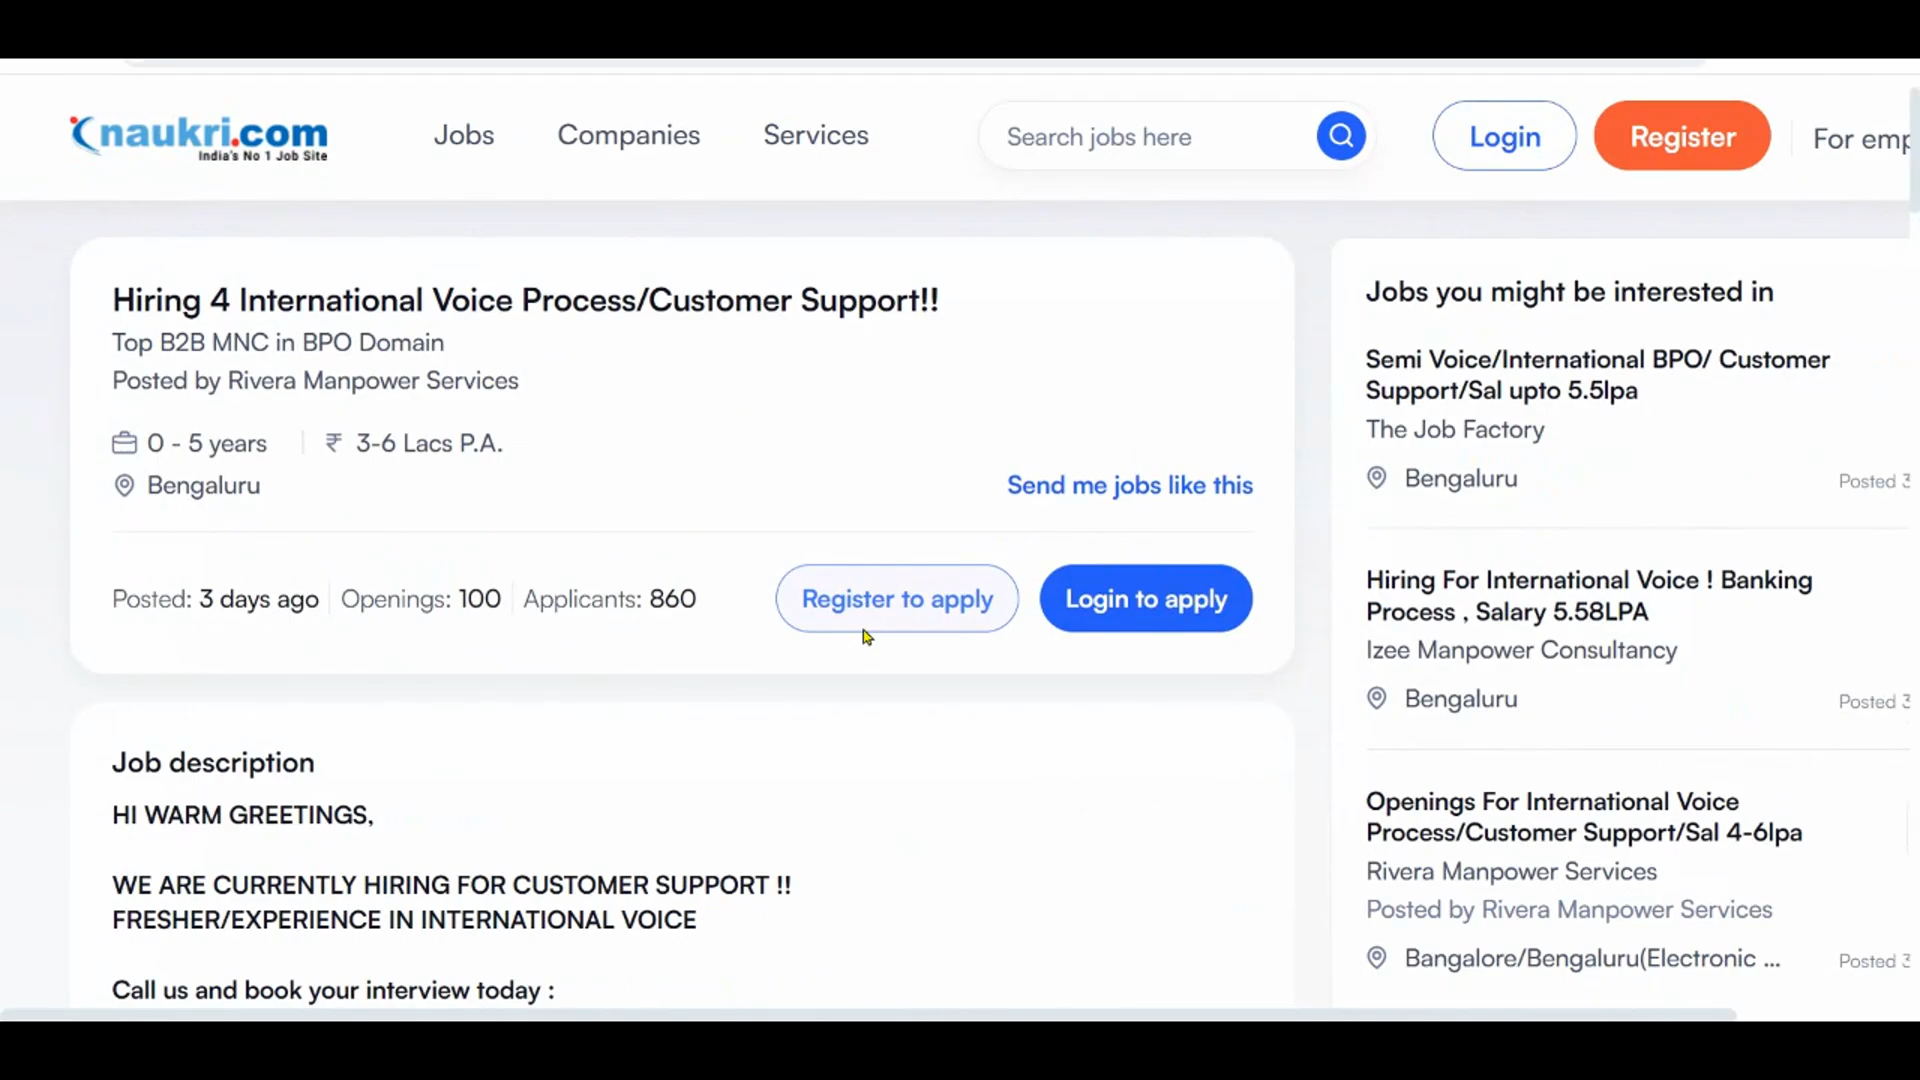 naukri.com
India's No 1 Job Site
Jobs
Companies
Services
Search jobs here
Login
Register
For emp
Hiring 4 International Voice Process/Customer Support!!
Top B2B MNC in BPO Domain
Posted by Rivera Manpower Services
0 - 5 years
₹ 3-6 Lacs P.A.
Bengaluru
Send me jobs like this
Posted: 3 days ago
Openings: 100
Applicants: 860
Register to apply
Login to apply
Job description
HI WARM GREETINGS,
WE ARE CURRENTLY HIRING FOR CUSTOMER SUPPORT !!
FRESHER/EXPERIENCE IN INTERNATIONAL VOICE
Call us and book your interview today :
Jobs you might be interested in
Semi Voice/International BPO/ Customer
Support/Sal upto 5.5lpa
The Job Factory
Bengaluru
Posted 3
Hiring For International Voice ! Banking
Process , Salary 5.58LPA
Izee Manpower Consultancy
Bengaluru
Posted 3
Openings For International Voice
Process/Customer Support/Sal 4-6lpa
Rivera Manpower Services
Posted by Rivera Manpower Services
Bangalore/Bengaluru(Electronic ...
Posted 3